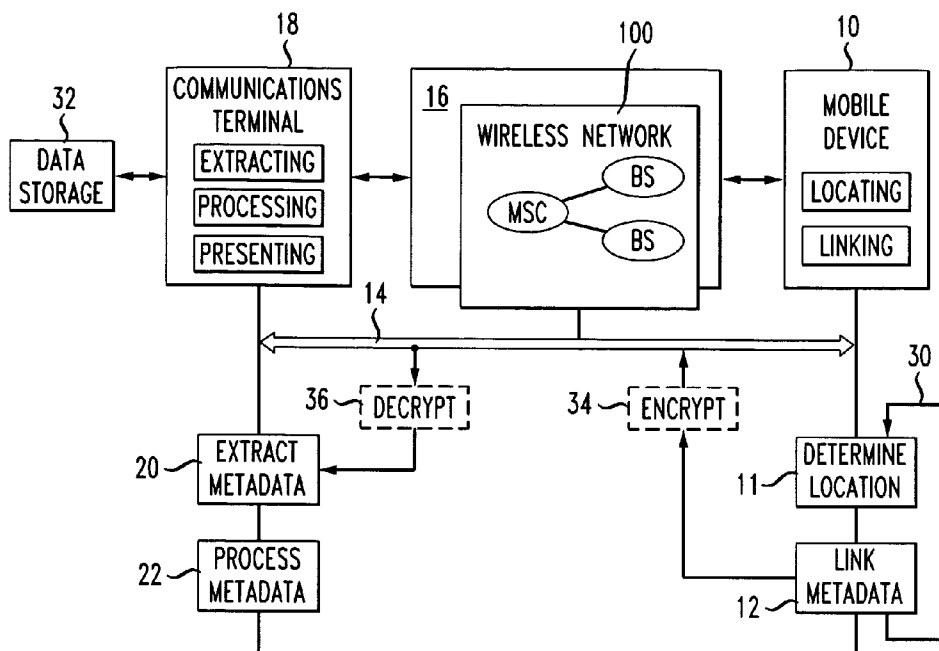 18
100
10
32
COMMUNICATIONS
TERMINAL
EXTRACTING
PROCESSING
PRESENTING
DATA
STORAGE
16
WIRELESS NETWORK
MSC
BS
BS
MOBILE
DEVICE
LOCATING
LINKING
14
36
DECRYPT
34
ENCRYPT
30
20
EXTRACT
METADATA
11
DETERMINE
LOCATION
22
PROCESS
METADATA
12
LINK
METADATA